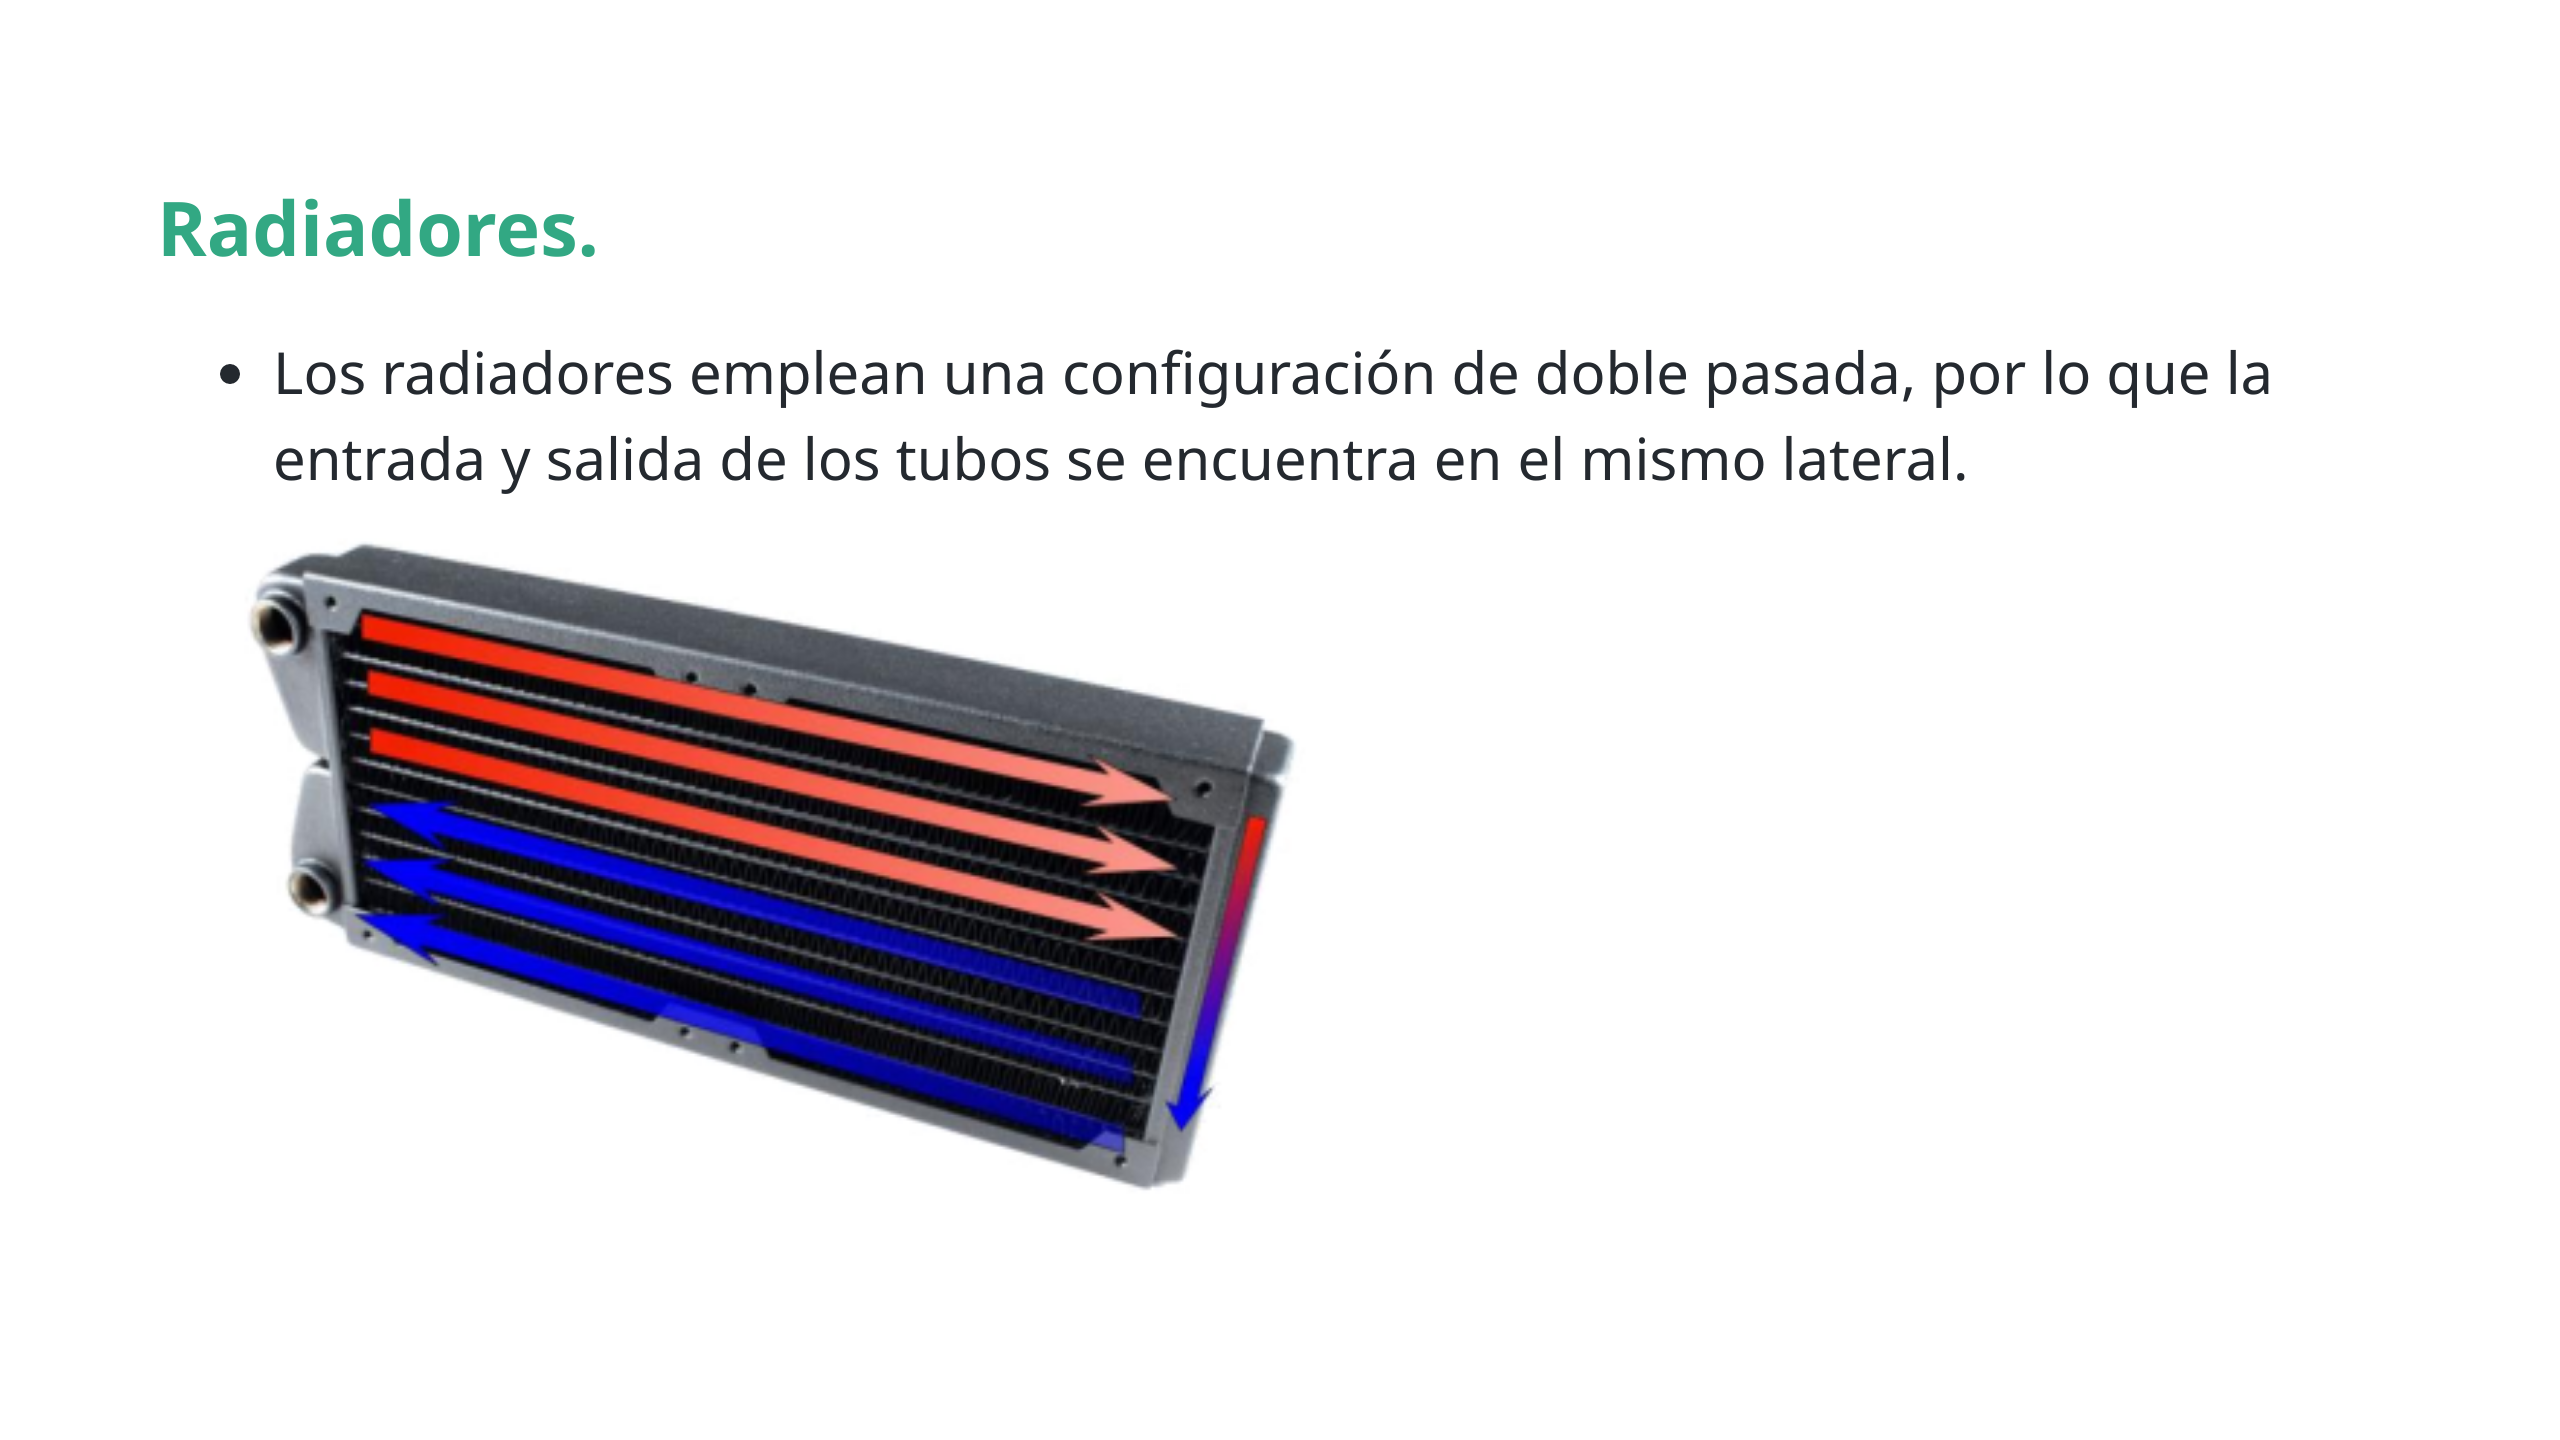 Radiadores.
• Los radiadores emplean una configuración de doble pasada, por lo que la
entrada y salida de los tubos se encuentra en el mismo lateral.